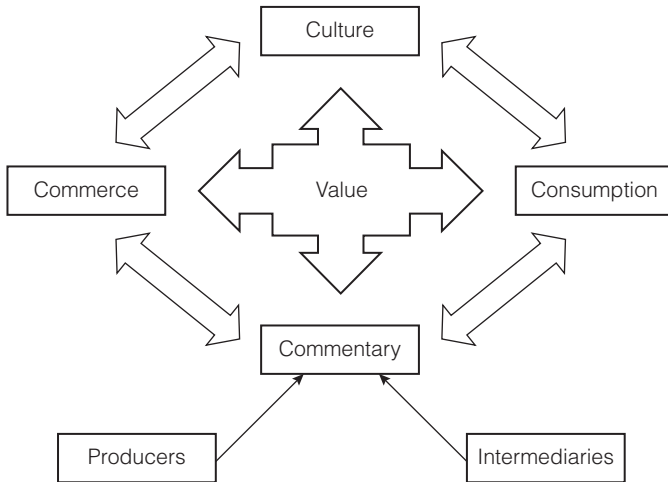 Culture
Commerce
Value
Consumption
Commentary
Producers
Intermediaries